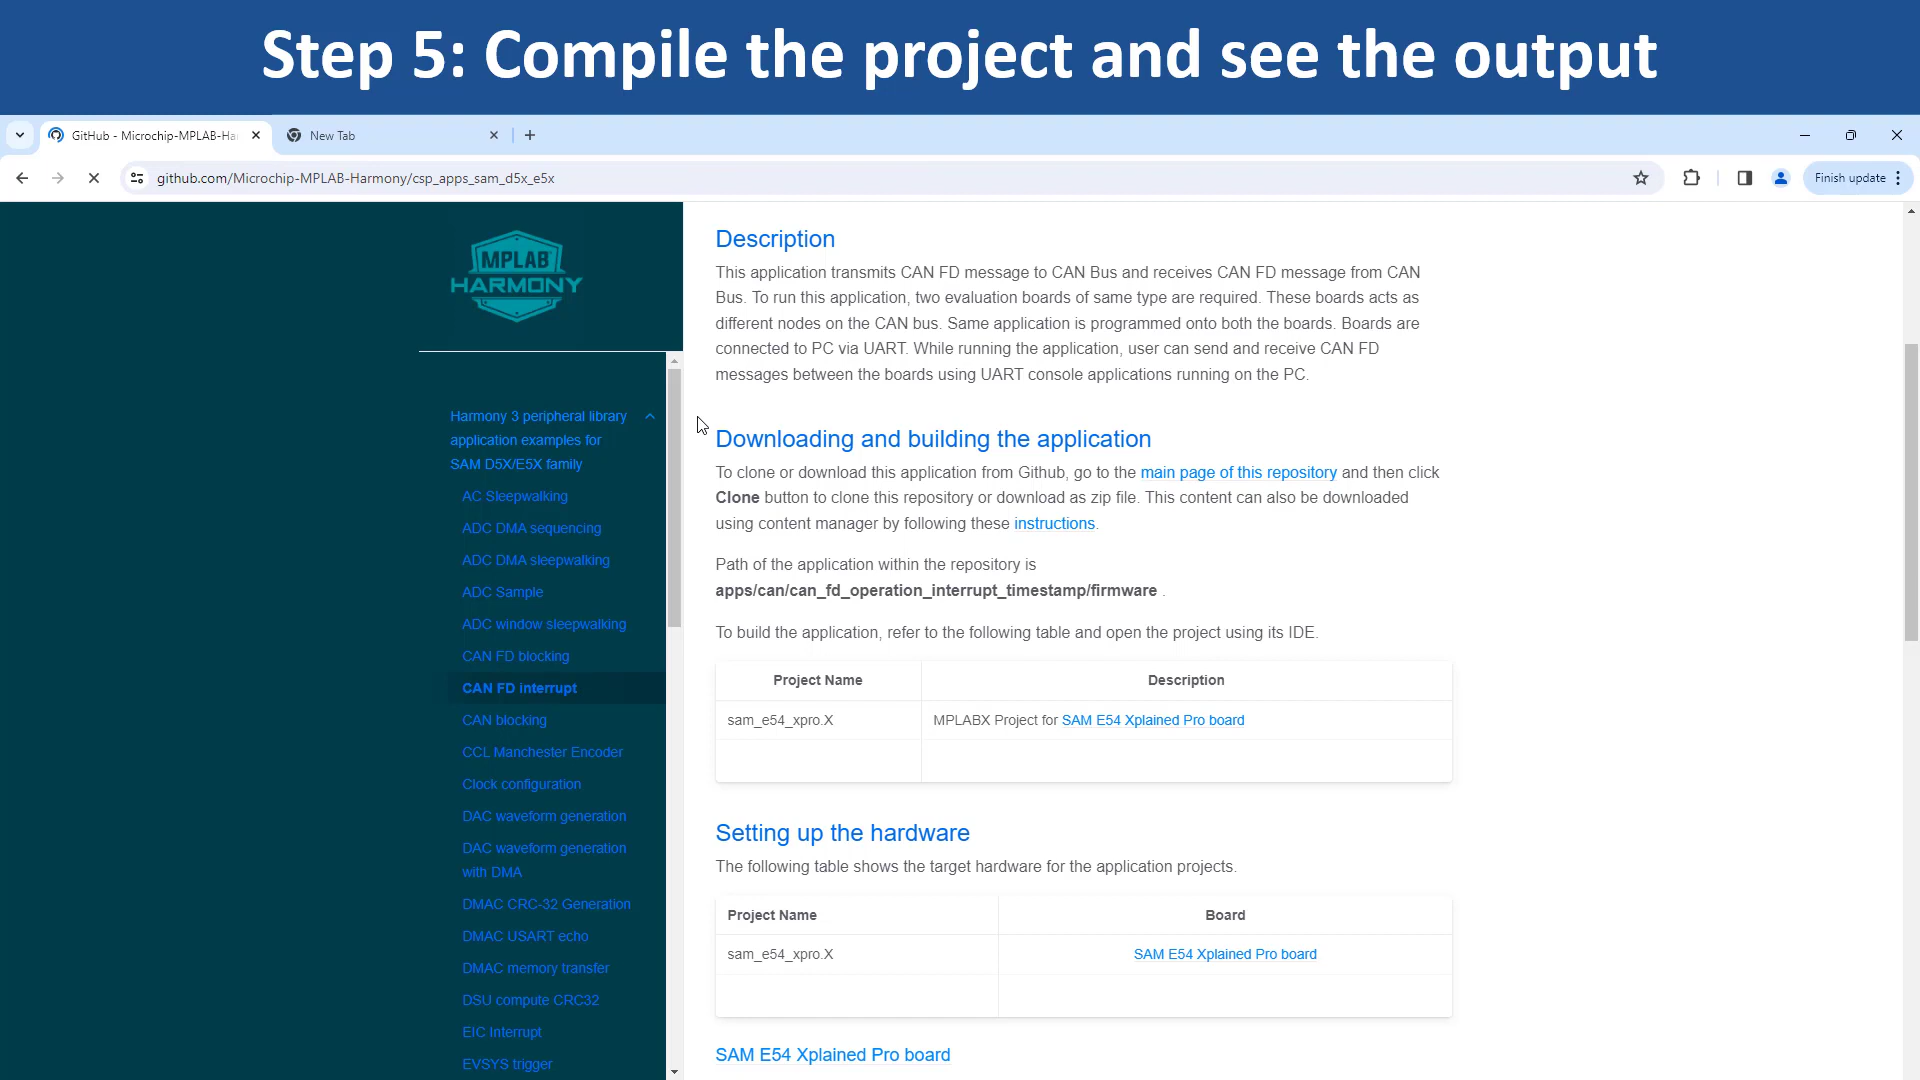 Step 5: Compile the project and see the output
GitHub - Microchip-MPLAB-Ha
New Tab
github.com/Microchip-MPLAB-Harmony/csp_apps_sam_d5x_e5x
Finish update
MPLAB
HARMONY
Harmony 3 peripheral library
application examples for
SAM D5X/E5X family
AC Sleepwalking
ADC DMA sequencing
ADC DMA sleepwalking
ADC Sample
ADC window sleepwalking
CAN FD blocking
CAN FD interrupt
CAN blocking
CCL Manchester Encoder
Clock configuration
DAC waveform generation
DAC waveform generation
with DMA
DMAC CRC-32 Generation
DMAC USART echo
DMAC memory transfer
DSU compute CRC32
EIC Interrupt
EVSYS trigger
Description
This application transmits CAN FD message to CAN Bus and receives CAN FD message from CAN
Bus. To run this application, two evaluation boards of same type are required. These boards acts as
different nodes on the CAN bus. Same application is programmed onto both the boards. Boards are
connected to PC via UART. While running the application, user can send and receive CAN FD
messages between the boards using UART console applications running on the PC.
Downloading and building the application
To clone or download this application from Github, go to the main page of this repository and then click
Clone button to clone this repository or download as zip file. This content can also be downloaded
using content manager by following these instructions.
Path of the application within the repository is
apps/can/can_fd_operation_interrupt_timestamp/firmware .
To build the application, refer to the following table and open the project using its IDE.
Project Name Description
sam_e54_xpro.X MPLABX Project for SAM E54 Xplained Pro board
Setting up the hardware
The following table shows the target hardware for the application projects.
Project Name Board
sam_e54_xpro.X SAM E54 Xplained Pro board
SAM E54 Xplained Pro board